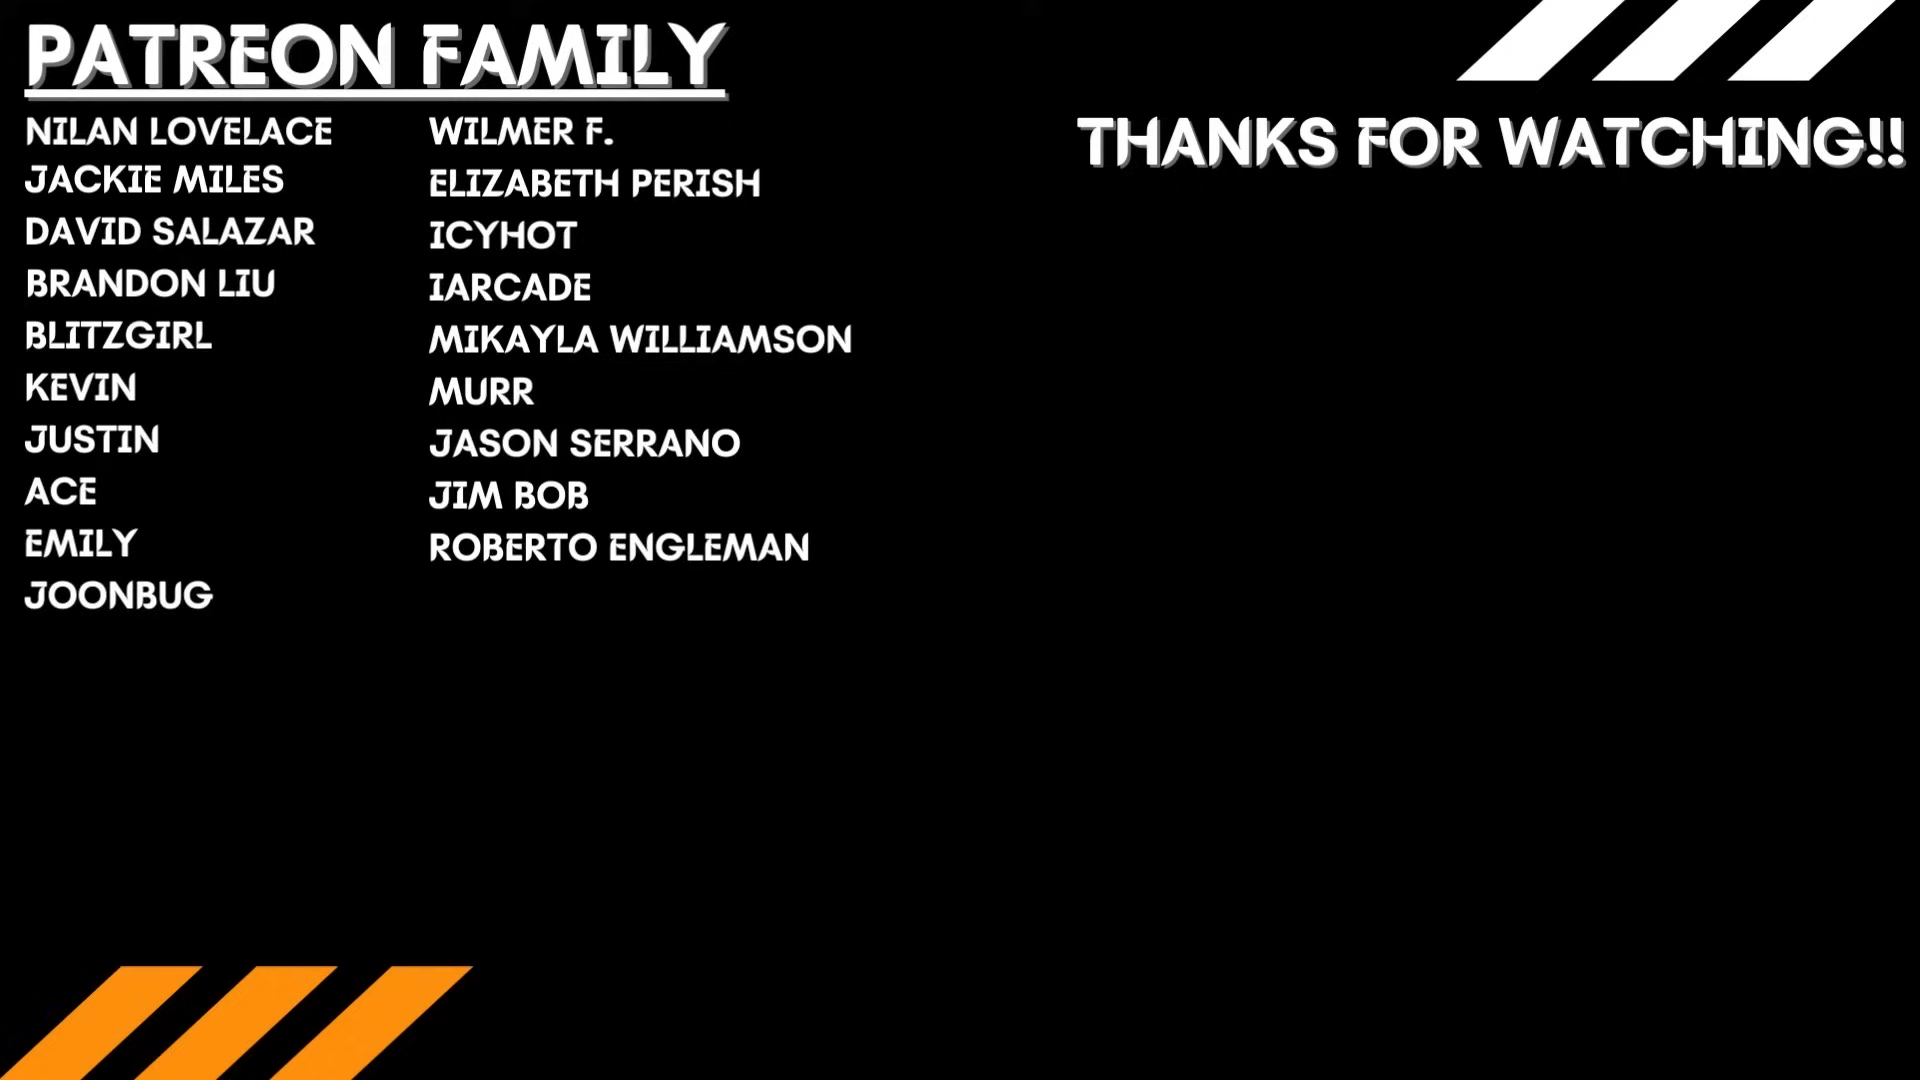 PATREON FAMILY
NILAN LOVELACE
JACKIE MILES
DAVID SALAZAR
BRANDON LIU
BLITZGIRL
KEVIN
JUSTIN
ACE
EMILY
JOONBUG
WILMER F.
ELIZABETH PERISH
ICYHOT
IARCADE
MIKAYLA WILLIAMSON
MURR
JASON SERRANO
JIM BOB
ROBERTO ENGLEMAN
THANKS FOR WATCHING!!